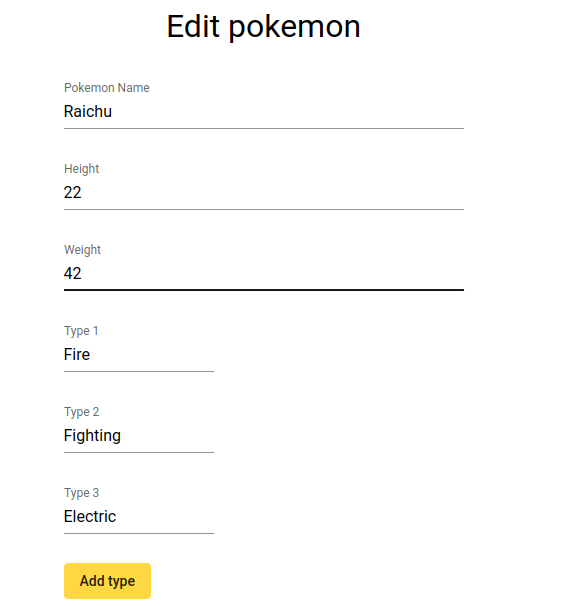 Edit pokemon
Pokemon Name
Raichu
Height
22
Weight
42
Type 1
Fire
Type 2
Fighting
Type 3
Electric
Add type